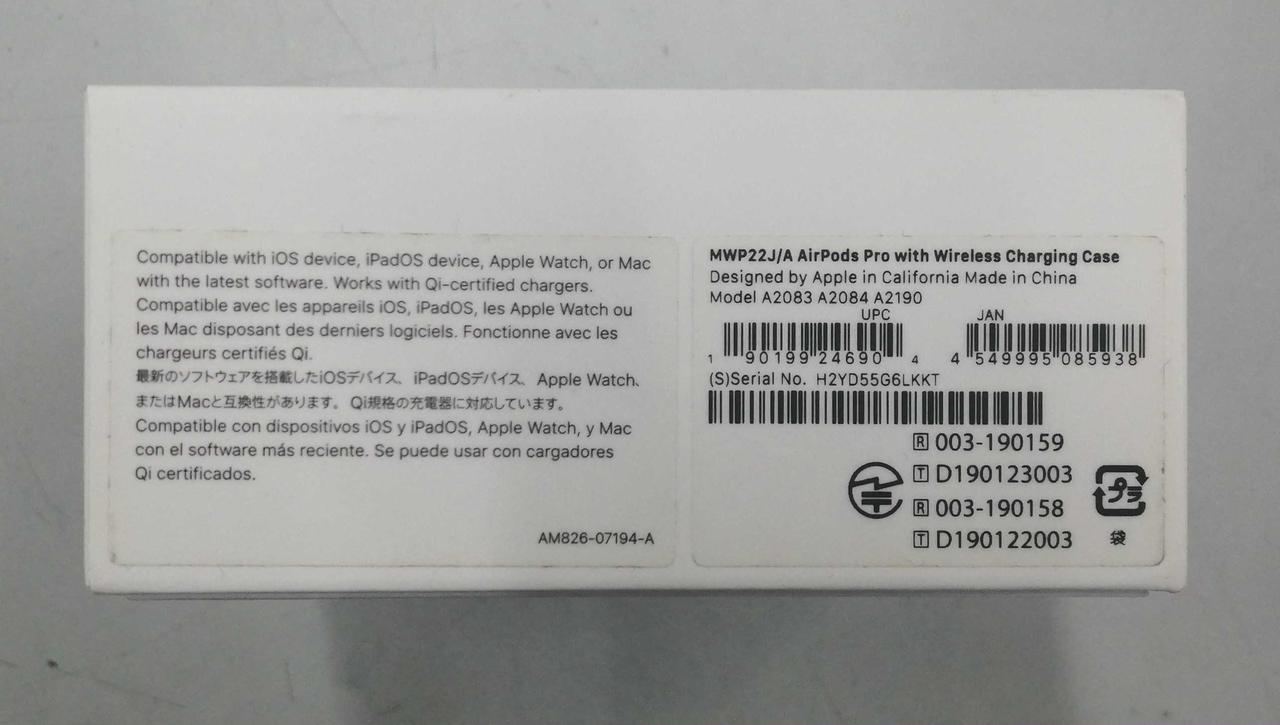 Compatible with iOS device, iPadOS device, Apple Watch, or Mac
with the latest software. Works with Qi-certified chargers.
Compatible avec les appareils iOS, iPadOS, les Apple Watch ou
les Mac disposant des derniers logiciels. Fonctionne avec les
chargeurs certifiés Qi.
最新のソフトウェアを搭載したiOSデバイス、iPadOSデバイス、Apple Watch、
またはMacと互換性があります。Qi規格の充電器に対応しています。
Compatible con dispositivos iOS y iPadOS, Apple Watch, y Mac
con el software más reciente. Se puede usar con cargadores
Qi certificados.
AM826-07194-A
MWP22J/A AirPods Pro with Wireless Charging Case
Designed by Apple in California Made in China
Model A2083 A2084 A2190
UPC JAN
1 90199 24690 4 4 549995 085938
(S)Serial No. H2YD55G6LKKT
R 003-190159
T D190123003
R 003-190158
T D190122003
プラ
袋